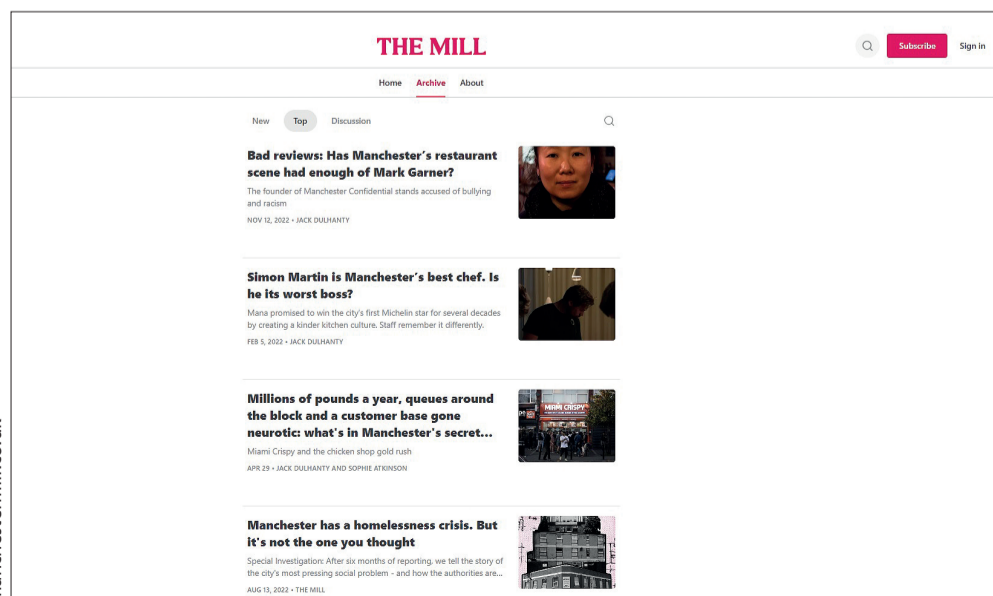 THE MILL
Subscribe
Sign in
Home Archive About
New Top Discussion
Bad reviews: Has Manchester's restaurant
scene had enough of Mark Garner?
The founder of Manchester Confidential stands accused of bullying
and racism
NOV 12, 2022 • JACK DULHANTY
Simon Martin is Manchester's best chef. Is
he its worst boss?
Mana promised to win the city's first Michelin star for several decades
by creating a kinder kitchen culture. Staff remember it differently.
FEB 5, 2022 • JACK DULHANTY
Millions of pounds a year, queues around
the block and a customer base gone
neurotic: what's in Manchester's secret...
Miami Crispy and the chicken shop gold rush
APR 29 • JACK DULHANTY AND SOPHIE ATKINSON
MIAMI CRISPY
Manchester has a homelessness crisis. But
it's not the one you thought
Special Investigation: After six months of reporting, we tell the story of
the city's most pressing social problem - and how the authorities are...
AUG 13, 2022 • THE MILL